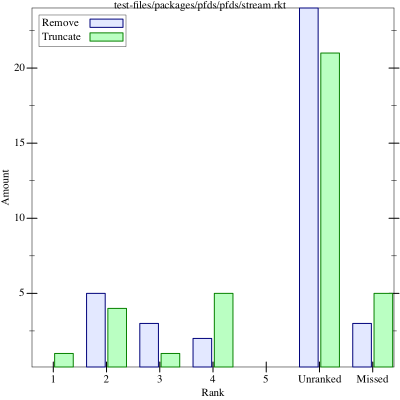 test-files/packages/pfds/pfds/stream.rkt
Remove
Truncate
20
15
10
5
Amount
1 2 3 4 5 Unranked Missed
Rank